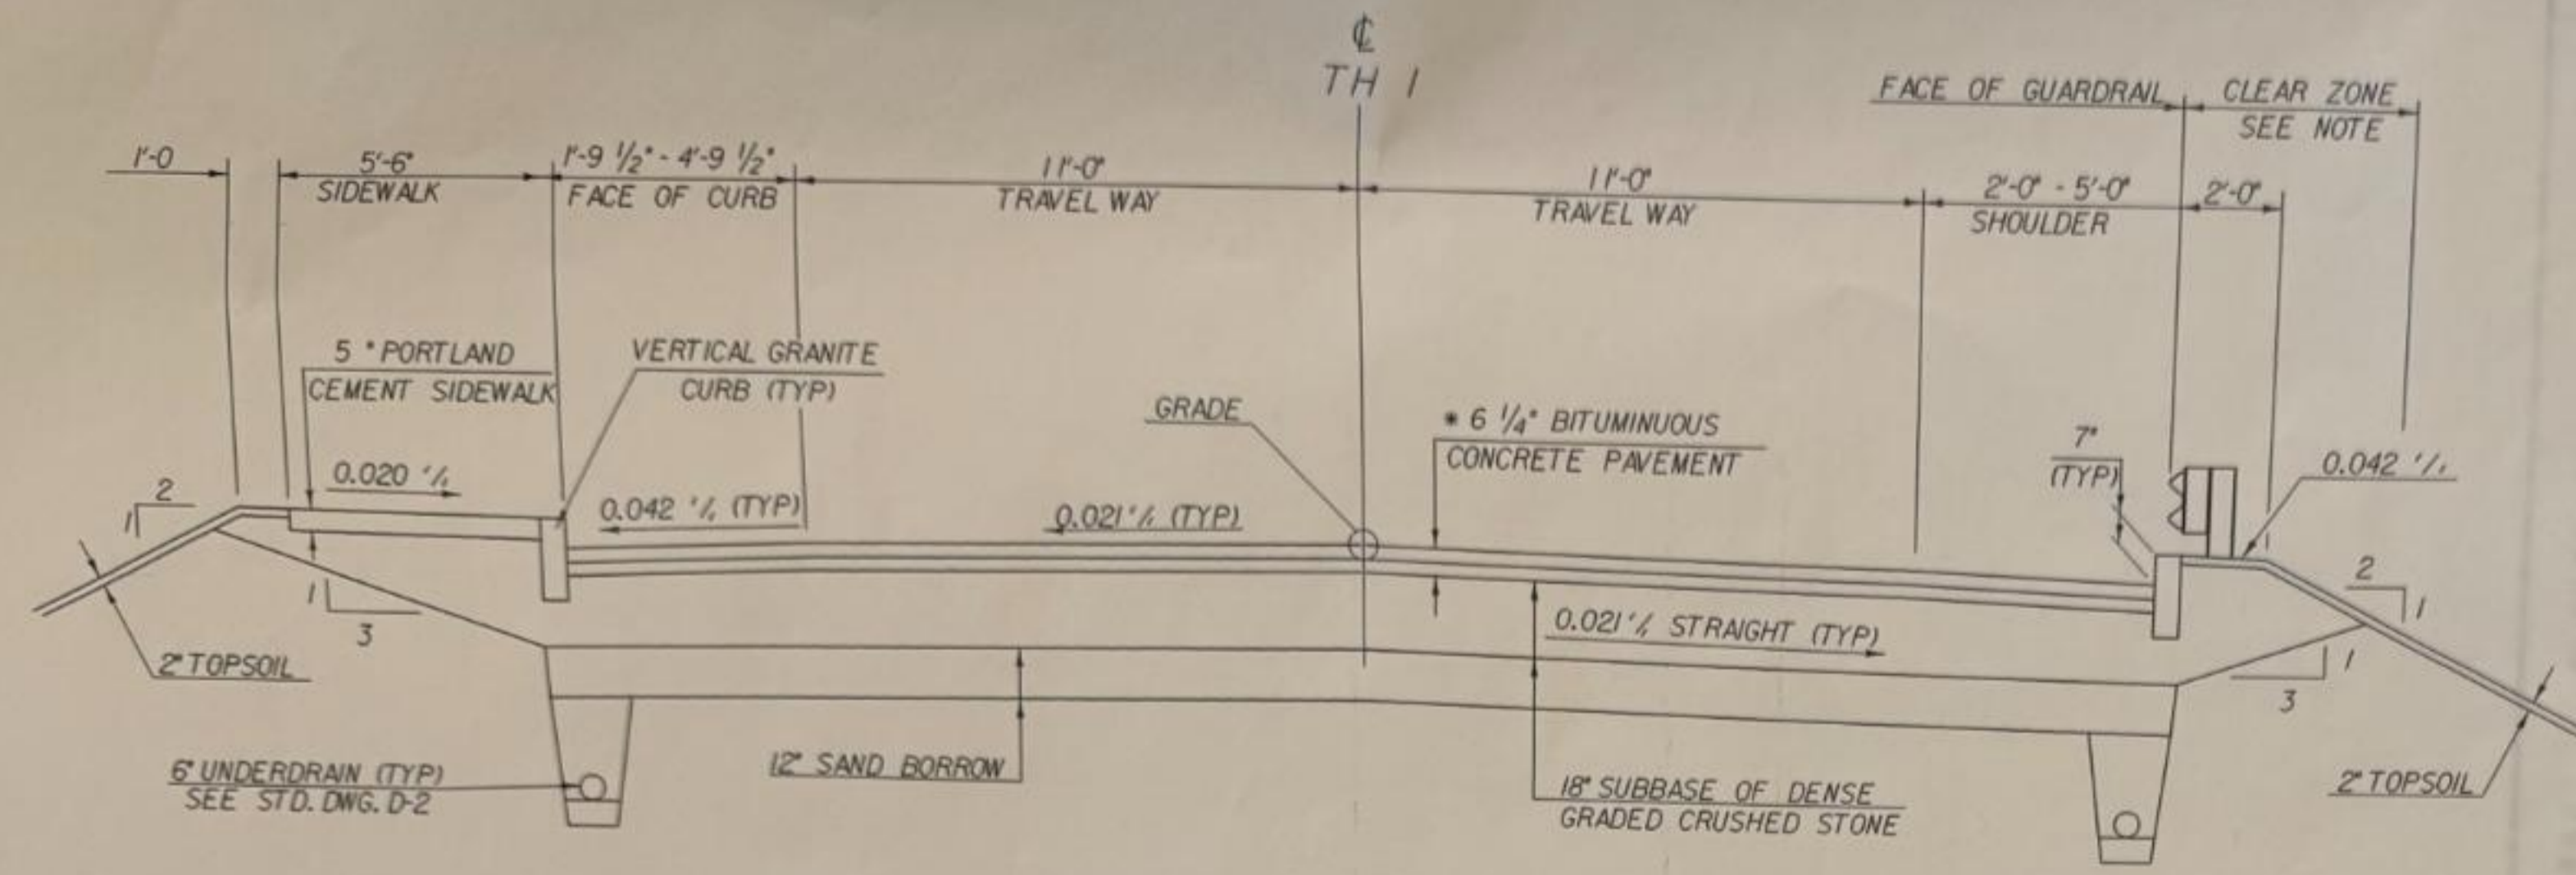 ℄
TH 1
FACE OF GUARDRAIL
CLEAR ZONE
SEE NOTE
1'-0
5'-6"
SIDEWALK
1'-9 1/2" - 4'-9 1/2"
FACE OF CURB
11'-0"
TRAVEL WAY
11'-0"
TRAVEL WAY
2'-0" - 5'-0"
SHOULDER
2'-0"
5 " PORTLAND
CEMENT SIDEWALK
VERTICAL GRANITE
CURB (TYP)
GRADE
* 6 1/4" BITUMINUOUS
CONCRETE PAVEMENT
7"
(TYP)
0.042 '/,
2
1
0.020 '/,
0.042 '/, (TYP)
0.021 '/, (TYP)
2
1
1
3
0.021 '/, STRAIGHT (TYP)
1
3
2" TOPSOIL
6" UNDERDRAIN (TYP)
SEE STD. DWG. D-2
12" SAND BORROW
18" SUBBASE OF DENSE
GRADED CRUSHED STONE
2" TOPSOIL